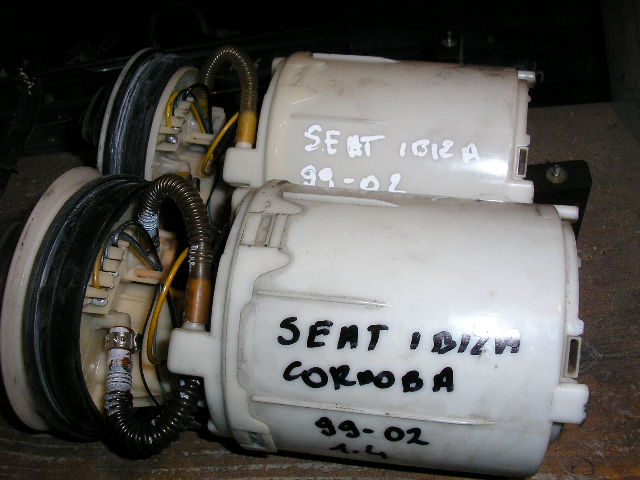 SEAT IBIZA
99-02
SEAT IBIZA
CORDOBA
99-02
1.4